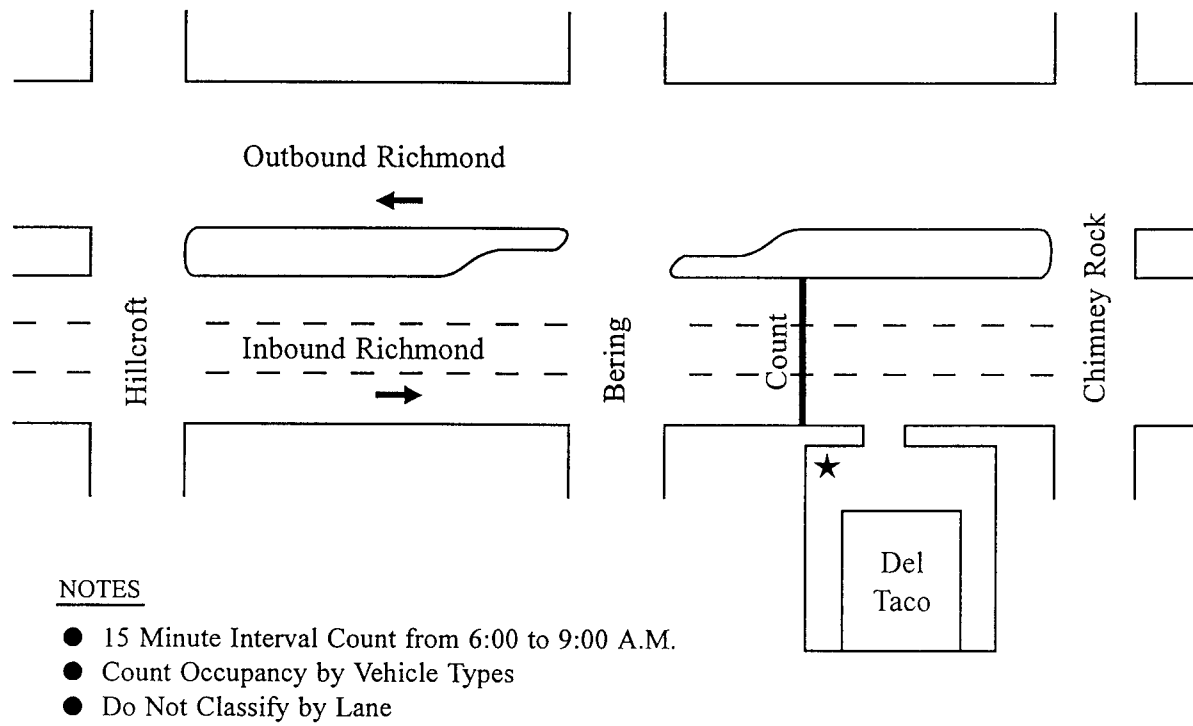 Outbound Richmond
Hillcroft
Inbound Richmond
Bering
Count
Chimney Rock
Del
Taco
NOTES
● 15 Minute Interval Count from 6:00 to 9:00 A.M.
● Count Occupancy by Vehicle Types
● Do Not Classify by Lane